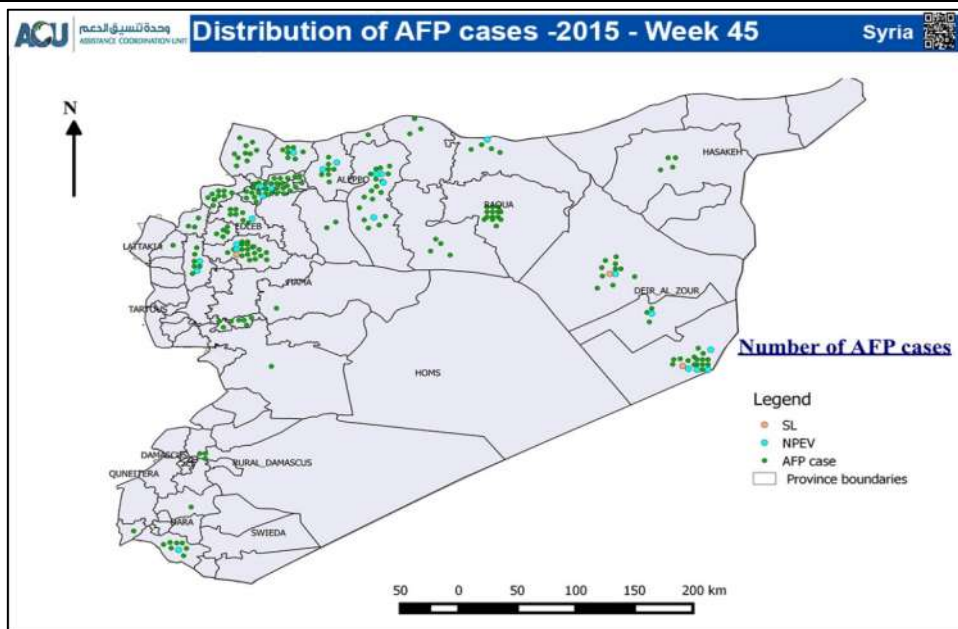 ACU وحدة تنسيق الدعم
ASSISTANCE COORDINATION UNIT
Distribution of AFP cases -2015 - Week 45
Syria
N
HASAKEH
ALEPPO
RAQUA
EDLEB
LATTAKIA
HAMA
DEIR_AL_ZOUR
TARTOUS
Number of AFP cases
HOMS
Legend
SL
NPEV
AFP case
Province boundaries
DAMASCUS
RURAL_DAMASCUS
QUNEITERA
DARA
SWIEDA
50 0 50 100 150 200 km